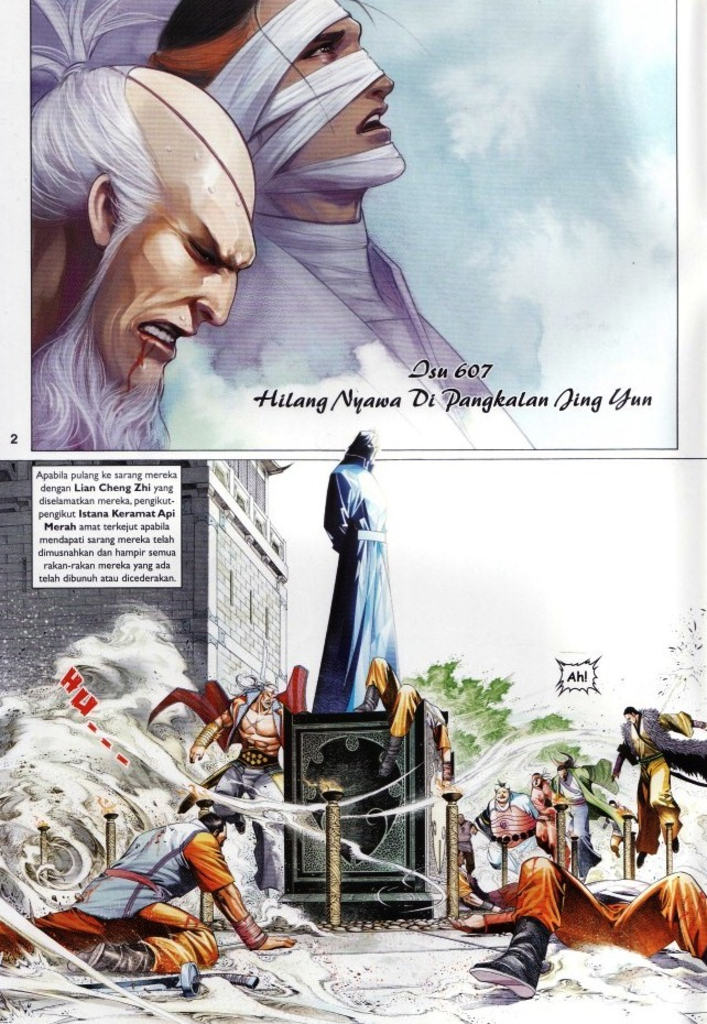 Isu 607
Hilang Nyawa Di Pangkalan Jing Yun
2
Apabila pulang ke sarang mereka
dengan Lian Cheng Zhi yang
diselamatkan mereka, pengikut-
pengikut Istana Keramat Api
Merah amat terkejut apabila
mendapati sarang mereka telah
dimusnahkan dan hampir semua
rakan-rakan mereka yang ada
telah dibunuh atau dicederakan.
Ah!
HU---